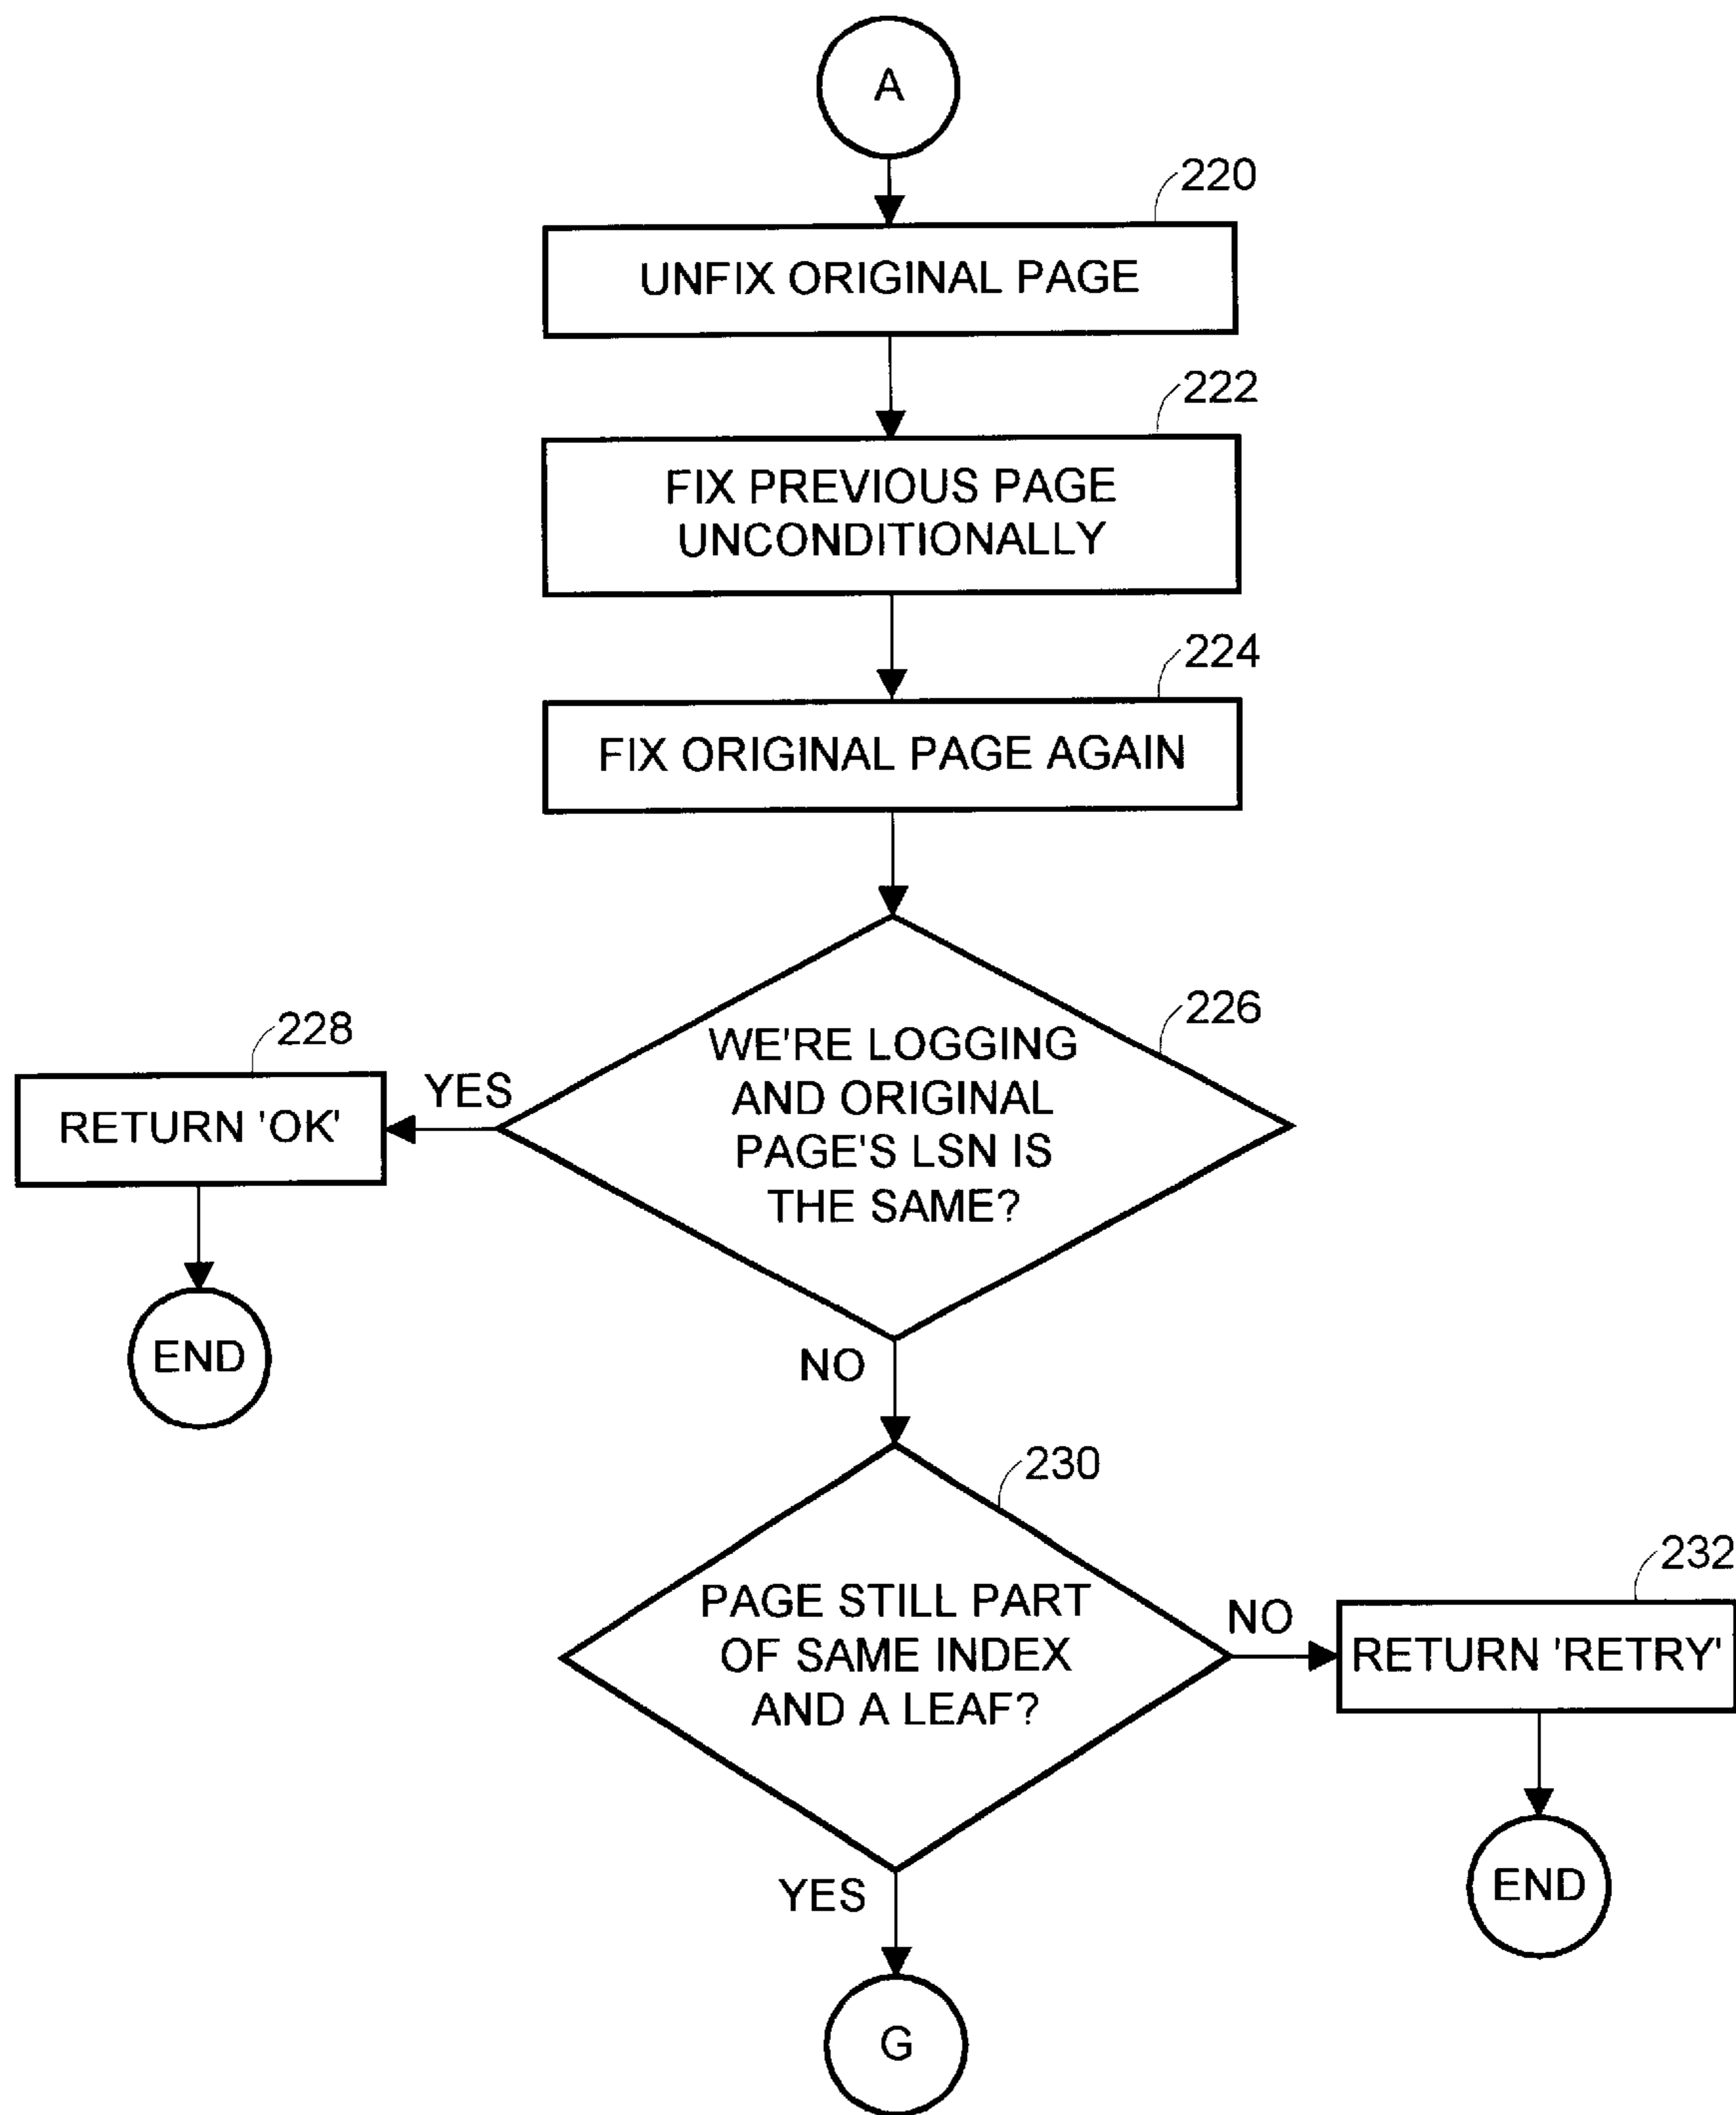 A
220
UNFIX ORIGINAL PAGE
222
FIX PREVIOUS PAGE
UNCONDITIONALLY
224
FIX ORIGINAL PAGE AGAIN
226
WE'RE LOGGING
AND ORIGINAL
PAGE'S LSN IS
THE SAME?
YES
228
RETURN 'OK'
END
NO
230
PAGE STILL PART
OF SAME INDEX
AND A LEAF?
NO
232
RETURN 'RETRY'
END
YES
G